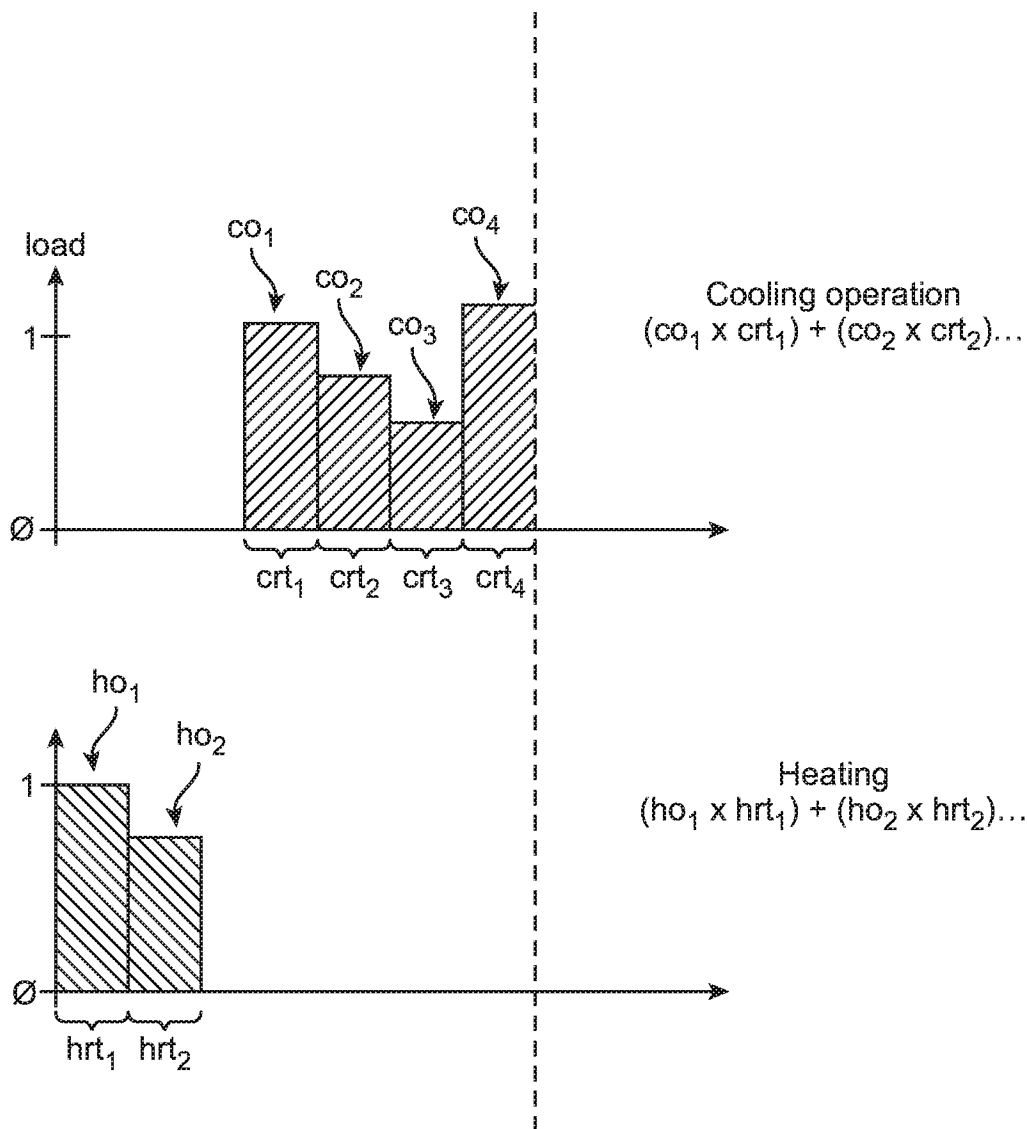 co₄
co₁
load
co₂
Cooling operation
co₃
1
(co₁ x crt₁) + (co₂ x crt₂)…
Ø
crt₁ crt₂ crt₃ crt₄
ho₁
ho₂
Heating
1
(ho₁ x hrt₁) + (ho₂ x hrt₂)…
Ø
hrt₁ hrt₂